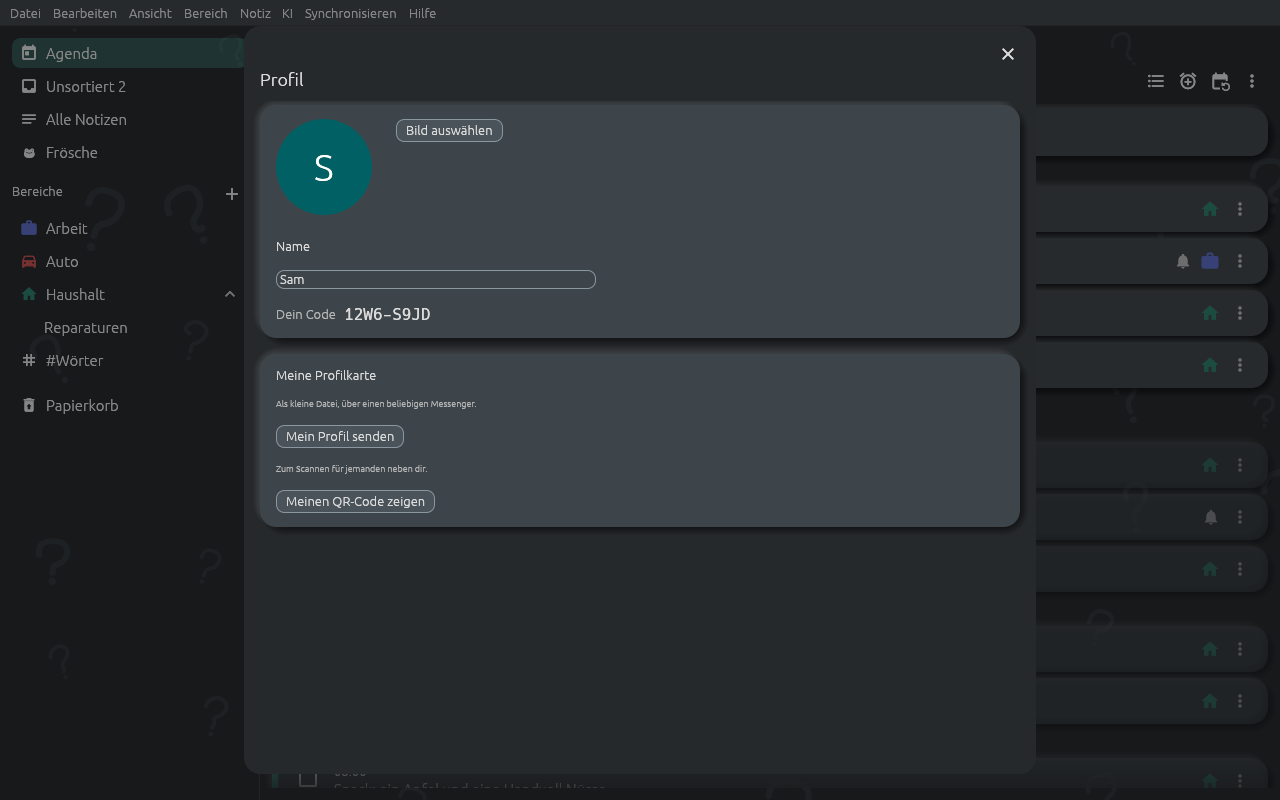 Datei Bearbeiten Ansicht Bereich Notiz KI Synchronisieren Hilfe
Agenda
Unsortiert 2
Alle Notizen
Frösche
Bereiche
Arbeit
Auto
Haushalt
Reparaturen
#Wörter
Papierkorb
Profil
S
Bild auswählen
Name
Sam
Dein Code 12W6-S9JD
Meine Profilkarte
Als kleine Datei, über einen beliebigen Messenger.
Mein Profil senden
Zum Scannen für jemanden neben dir.
Meinen QR-Code zeigen